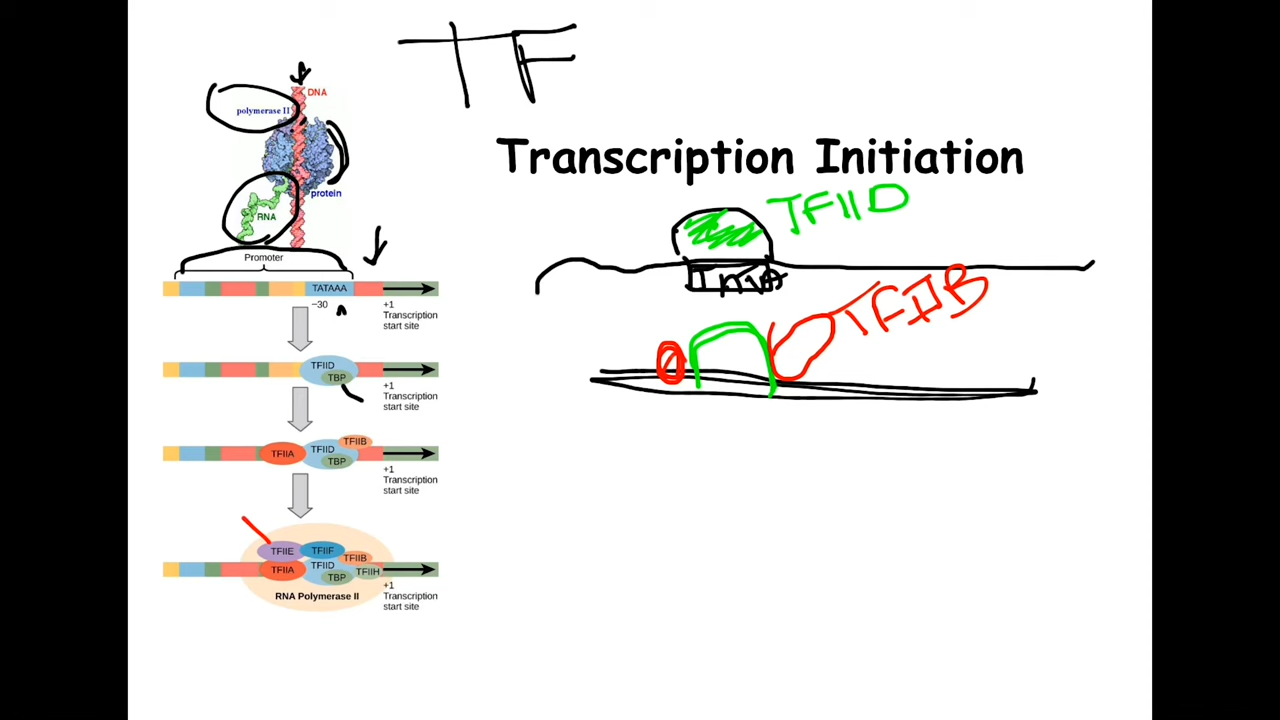 TF
DNA
polymerase II
Transcription Initiation
protein
TFIID
RNA
Promoter
TATAAA
−30
+1
Transcription
start site
TFIIB
TFIID
TBP
+1
Transcription
start site
TFIIA
TFIID
TFIIB
TBP
+1
Transcription
start site
TFIIE
TFIIF
TFIIB
TFIIA
TFIID
TBP
TFIIH
+1
Transcription
start site
RNA Polymerase II